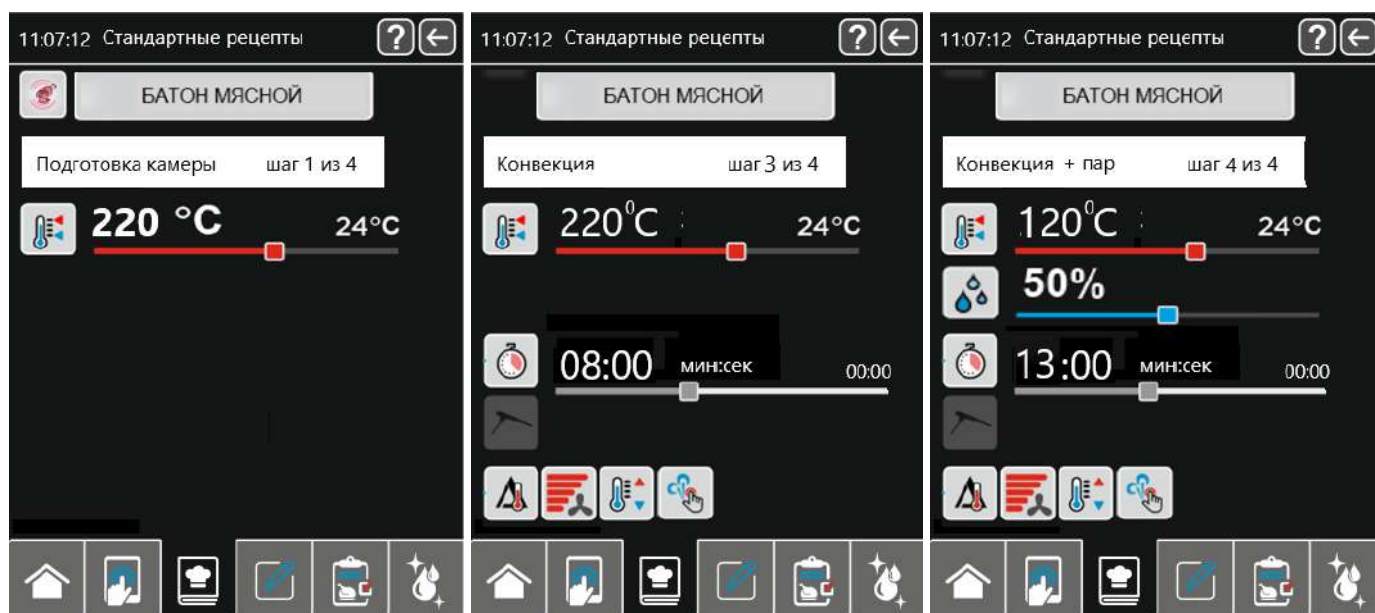 11:07:12 Стандартные рецепты ?
БАТОН МЯСНОЙ
Подготовка камеры шаг 1 из 4
220 °C 24°C
11:07:12 Стандартные рецепты ?
БАТОН МЯСНОЙ
Конвекция шаг 3 из 4
220°C 24°C
08:00 мин:сек 00:00
11:07:12 Стандартные рецепты ?
БАТОН МЯСНОЙ
Конвекция + пар шаг 4 из 4
120°C 24°C
50%
13:00 мин:сек 00:00